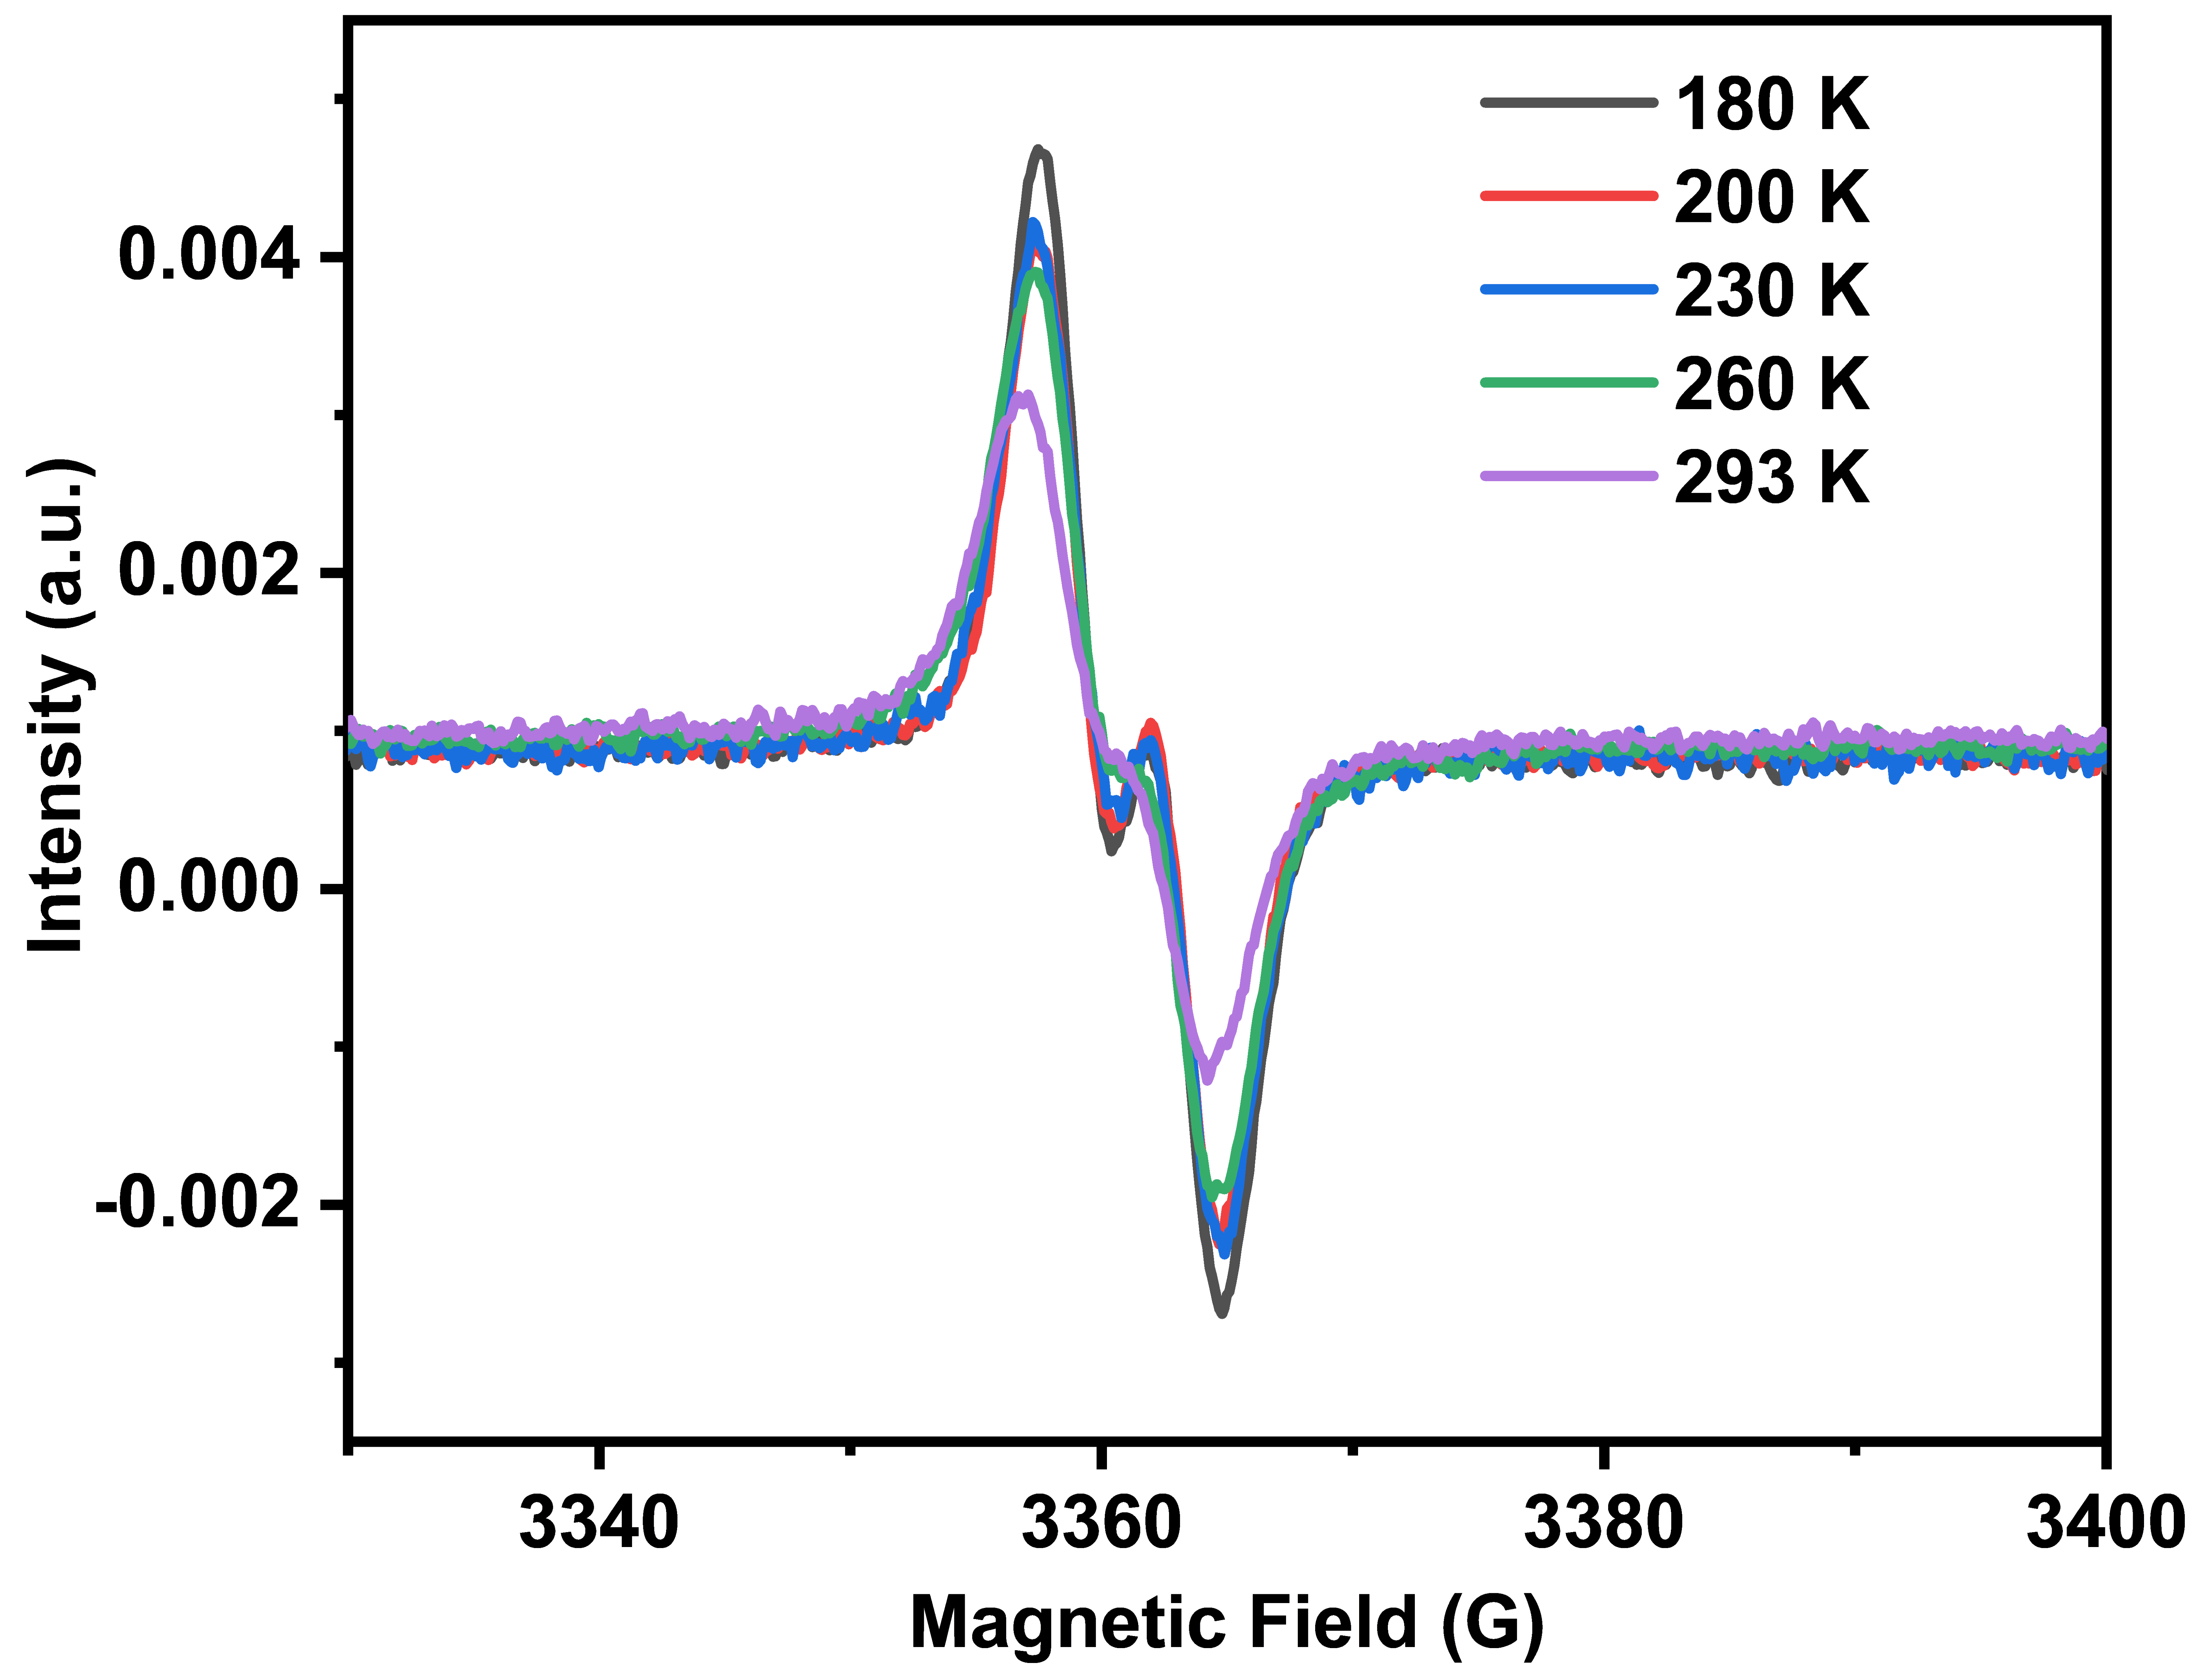 180 K
200 K
230 K
260 K
293 K
0.004
0.002
0.000
-0.002
Intensity (a.u.)
3340
3360
3380
3400
Magnetic Field (G)